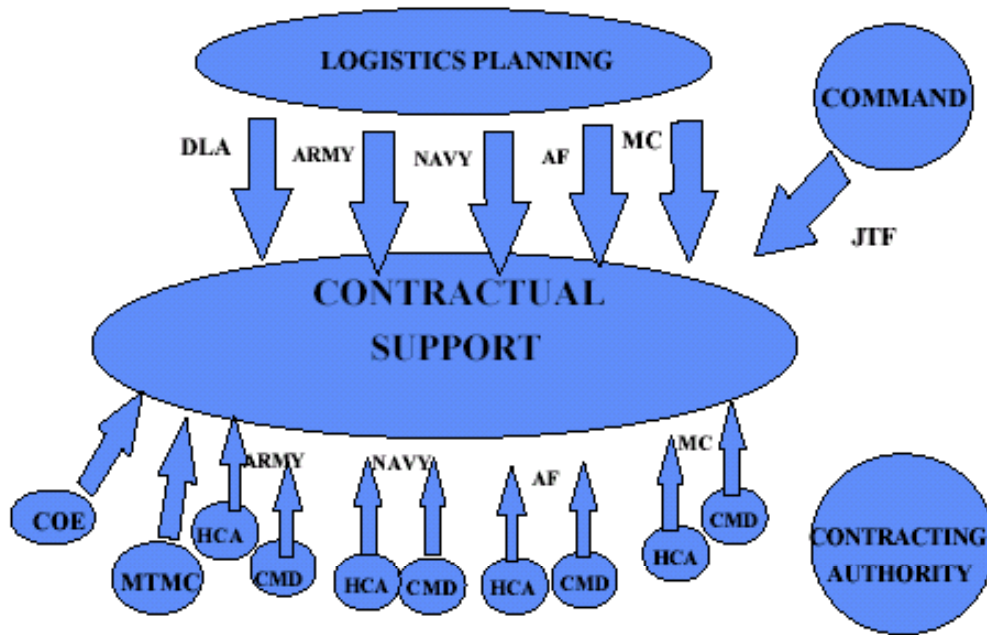 LOGISTICS PLANNING
COMMAND
DLA
ARMY
NAVY
AF
MC
JTF
CONTRACTUAL
SUPPORT
ARMY
NAVY
AF
MC
COE
MTMC
HCA
CMD
HCA
CMD
HCA
CMD
HCA
CMD
CONTRACTING
AUTHORITY